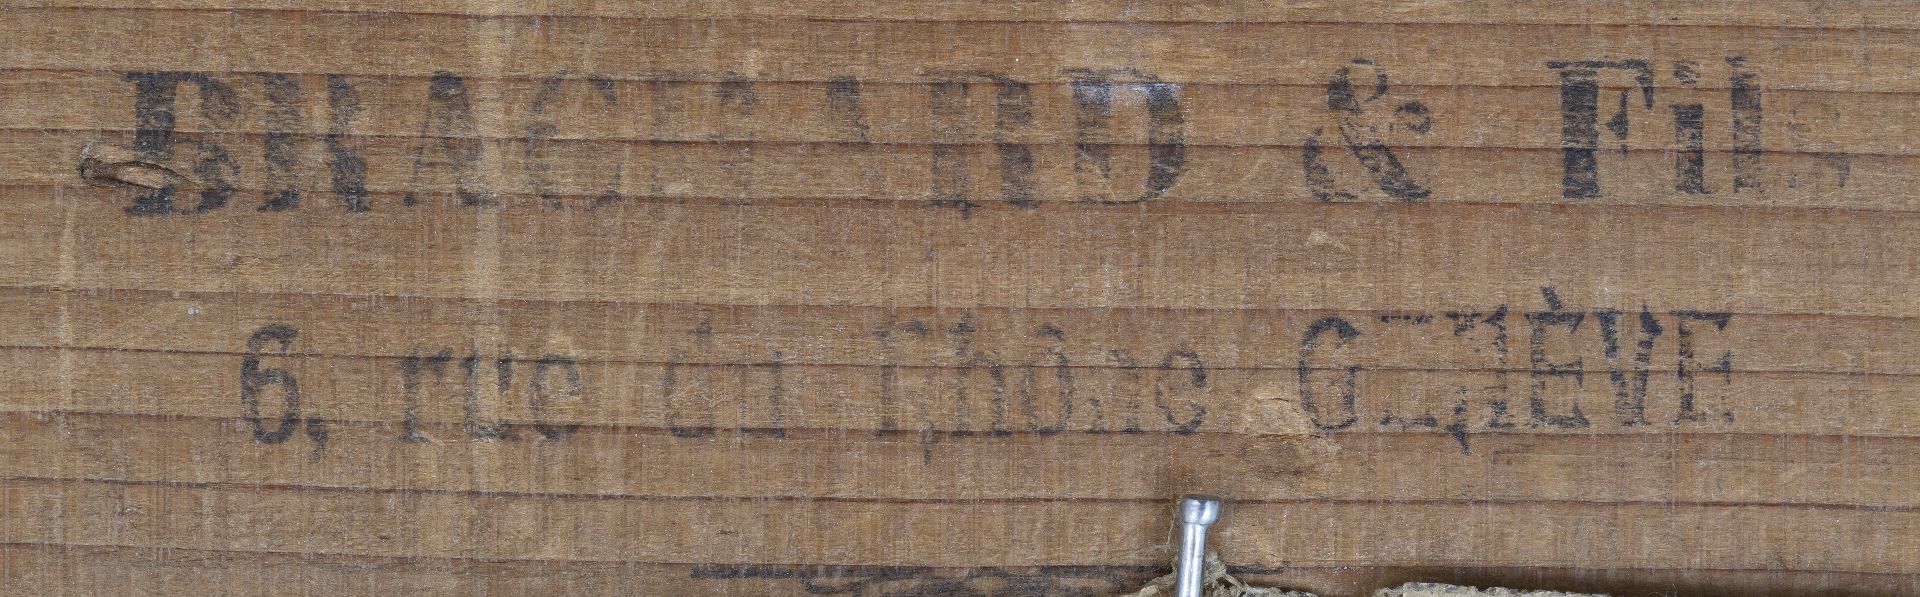 BRACHARD & Fils
6, rue du Rhône GENÈVE